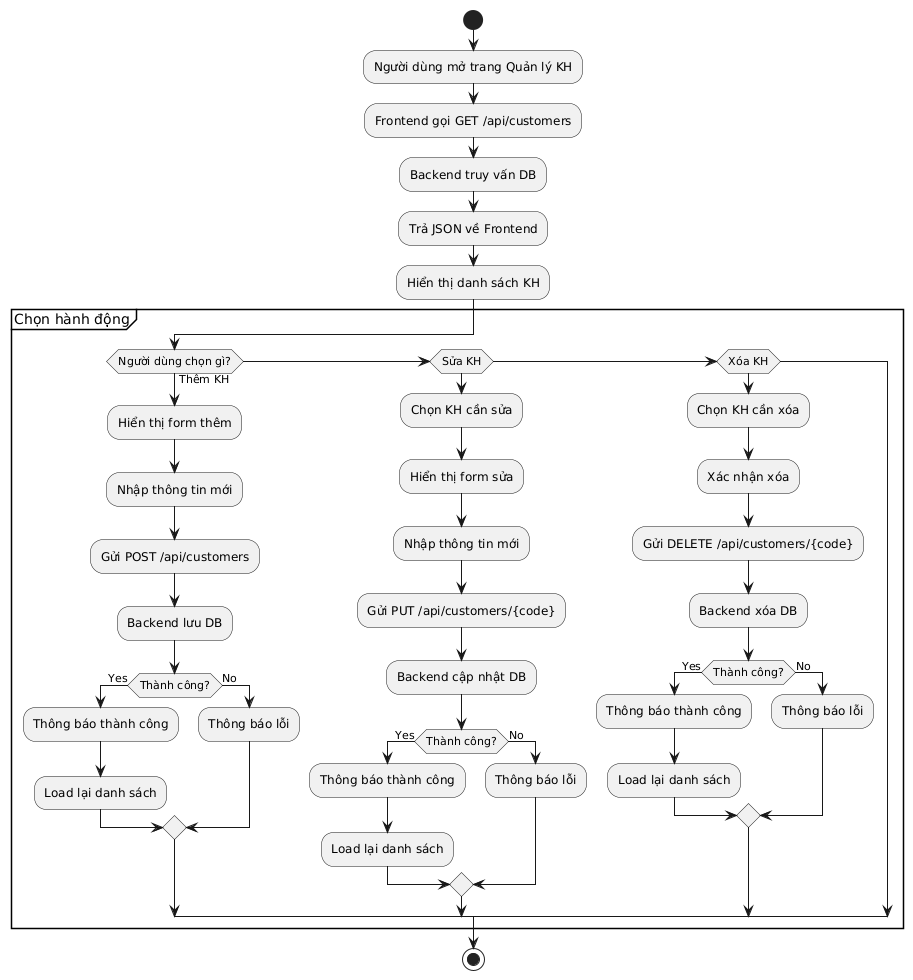 Người dùng mở trang Quản lý KH
Frontend gọi GET /api/customers
Backend truy vấn DB
Trả JSON về Frontend
Hiển thị danh sách KH
Chọn hành động
Người dùng chọn gì?
Thêm KH
Hiển thị form thêm
Nhập thông tin mới
Gửi POST /api/customers
Backend lưu DB
Thành công?
Yes
No
Thông báo thành công
Thông báo lỗi
Load lại danh sách
Sửa KH
Chọn KH cần sửa
Hiển thị form sửa
Nhập thông tin mới
Gửi PUT /api/customers/{code}
Backend cập nhật DB
Thành công?
Yes
No
Thông báo thành công
Thông báo lỗi
Load lại danh sách
Xóa KH
Chọn KH cần xóa
Xác nhận xóa
Gửi DELETE /api/customers/{code}
Backend xóa DB
Thành công?
Yes
No
Thông báo thành công
Thông báo lỗi
Load lại danh sách